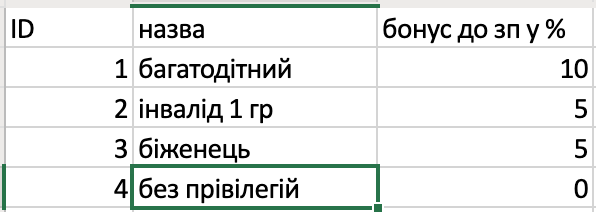 ID назва бонус до зп у %
1 багатодітний 10
2 інвалід 1 гр 5
3 біженець 5
4 без прівілегій 0